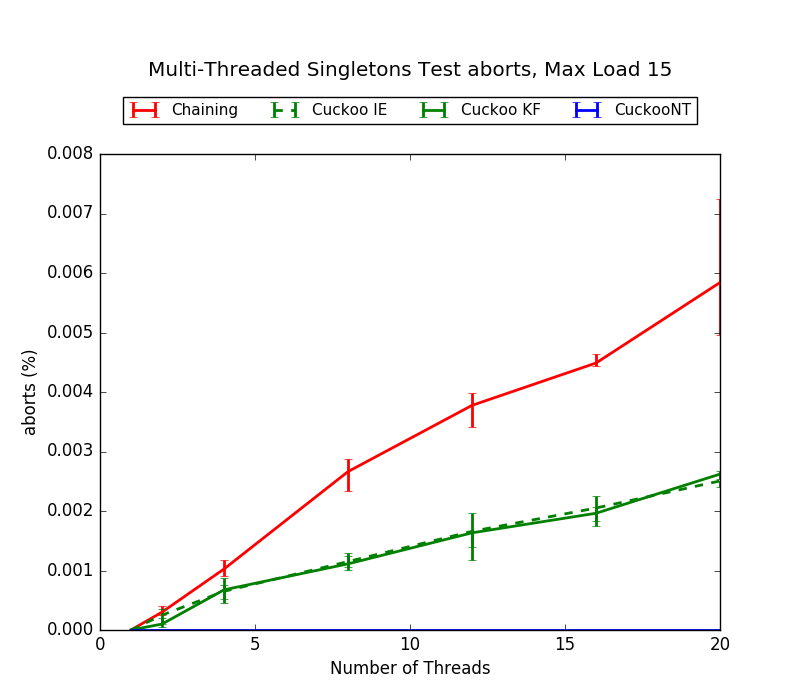 Multi-Threaded Singletons Test aborts, Max Load 15
Chaining Cuckoo IE Cuckoo KF CuckooNT
0.008
0.007
0.006
0.005
0.004
0.003
0.002
0.001
0.000
aborts (%)
0 5 10 15 20
Number of Threads